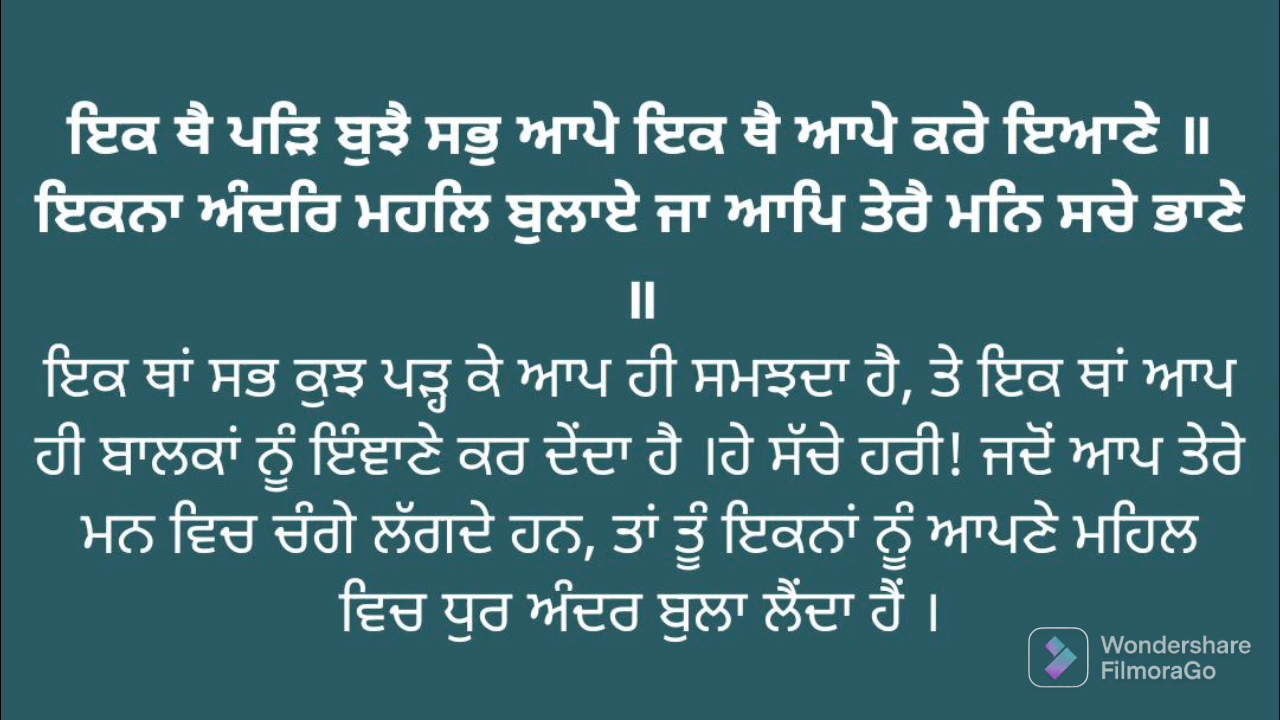 ਇਕ ਥੈ ਪੜਿ ਬੁਝੈ ਸਭੁ ਆਪੇ ਇਕ ਥੈ ਆਪੇ ਕਰੇ ਇਆਣੇ ॥
ਇਕਨਾ ਅੰਦਰਿ ਮਹਲਿ ਬੁਲਾਏ ਜਾ ਆਪਿ ਤੇਰੈ ਮਨਿ ਸਚੇ ਭਾਣੇ
॥
ਇਕ ਥਾਂ ਸਭ ਕੁਝ ਪੜ੍ਹ ਕੇ ਆਪ ਹੀ ਸਮਝਦਾ ਹੈ, ਤੇ ਇਕ ਥਾਂ ਆਪ
ਹੀ ਬਾਲਕਾਂ ਨੂੰ ਇੰਞਾਣੇ ਕਰ ਦੇਂਦਾ ਹੈ ।ਹੇ ਸੱਚੇ ਹਰੀ! ਜਦੋਂ ਆਪ ਤੇਰੇ
ਮਨ ਵਿਚ ਚੰਗੇ ਲੱਗਦੇ ਹਨ, ਤਾਂ ਤੂੰ ਇਕਨਾਂ ਨੂੰ ਆਪਣੇ ਮਹਿਲ
ਵਿਚ ਧੁਰ ਅੰਦਰ ਬੁਲਾ ਲੈਂਦਾ ਹੈਂ ।
Wondershare
FilmoraGo